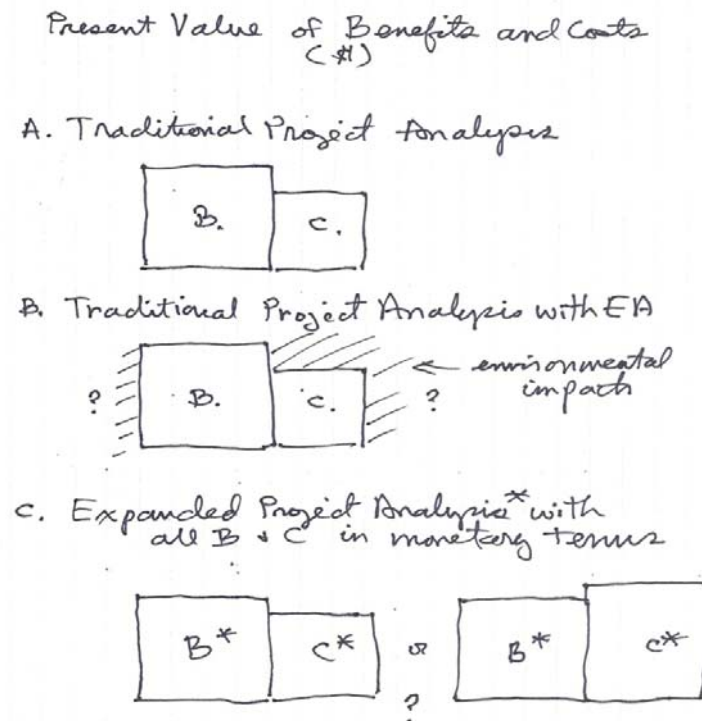 Present Value of Benefits and Costs
($)
A. Traditional Project Analysis
B. C.
B. Traditional Project Analysis with EA
? B. C. ? ← environmental
impacts
C. Expanded Project Analysis* with
all B & C in monetary terms
B* C* or B* C*
?